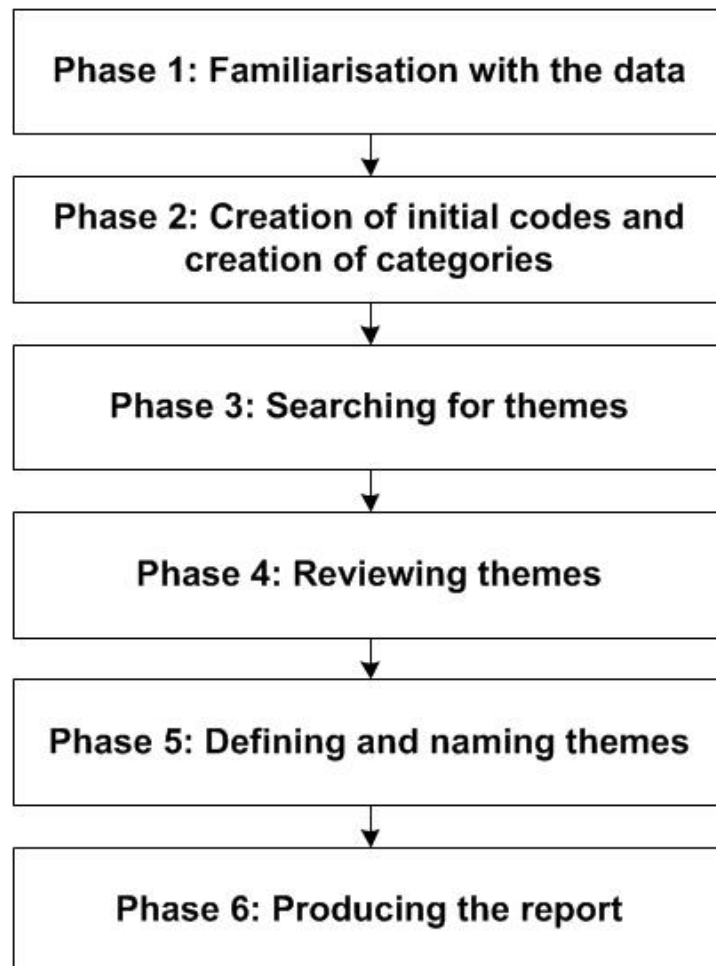 Phase 1: Familiarisation with the data
Phase 2: Creation of initial codes and
creation of categories
Phase 3: Searching for themes
Phase 4: Reviewing themes
Phase 5: Defining and naming themes
Phase 6: Producing the report